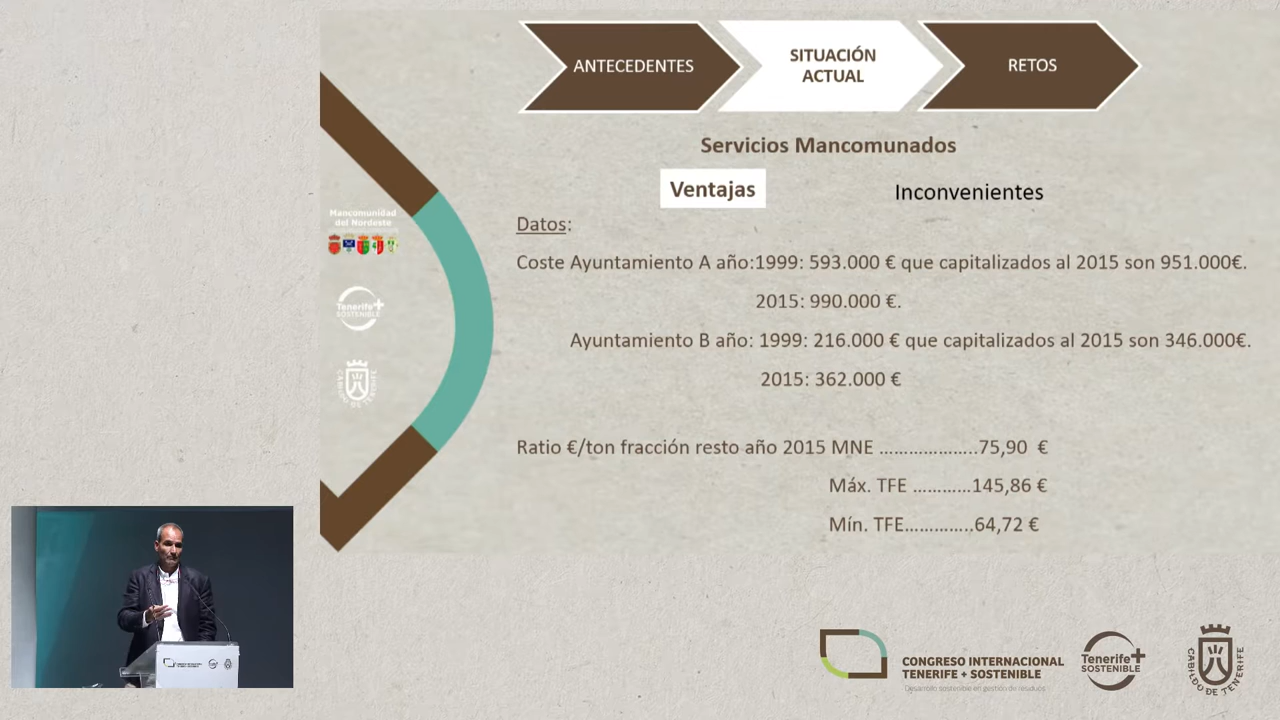 ANTECEDENTES
SITUACIÓN
ACTUAL
RETOS
Servicios Mancomunados
Ventajas
Inconvenientes
Datos:
Coste Ayuntamiento A año:1999: 593.000 € que capitalizados al 2015 son 951.000€.
2015: 990.000 €.
Ayuntamiento B año: 1999: 216.000 € que capitalizados al 2015 son 346.000€.
2015: 362.000 €
Ratio €/ton fracción resto año 2015 MNE ………………..75,90 €
Máx. TFE …………145,86 €
Mín. TFE…………..64,72 €
Mancomunidad
del Nordeste
Tenerife+
SOSTENIBLE
CABILDO DE TENERIFE
CONGRESO INTERNACIONAL
TENERIFE + SOSTENIBLE
Desarrollo sostenible en gestión de residuos
Tenerife+
SOSTENIBLE
CABILDO DE TENERIFE